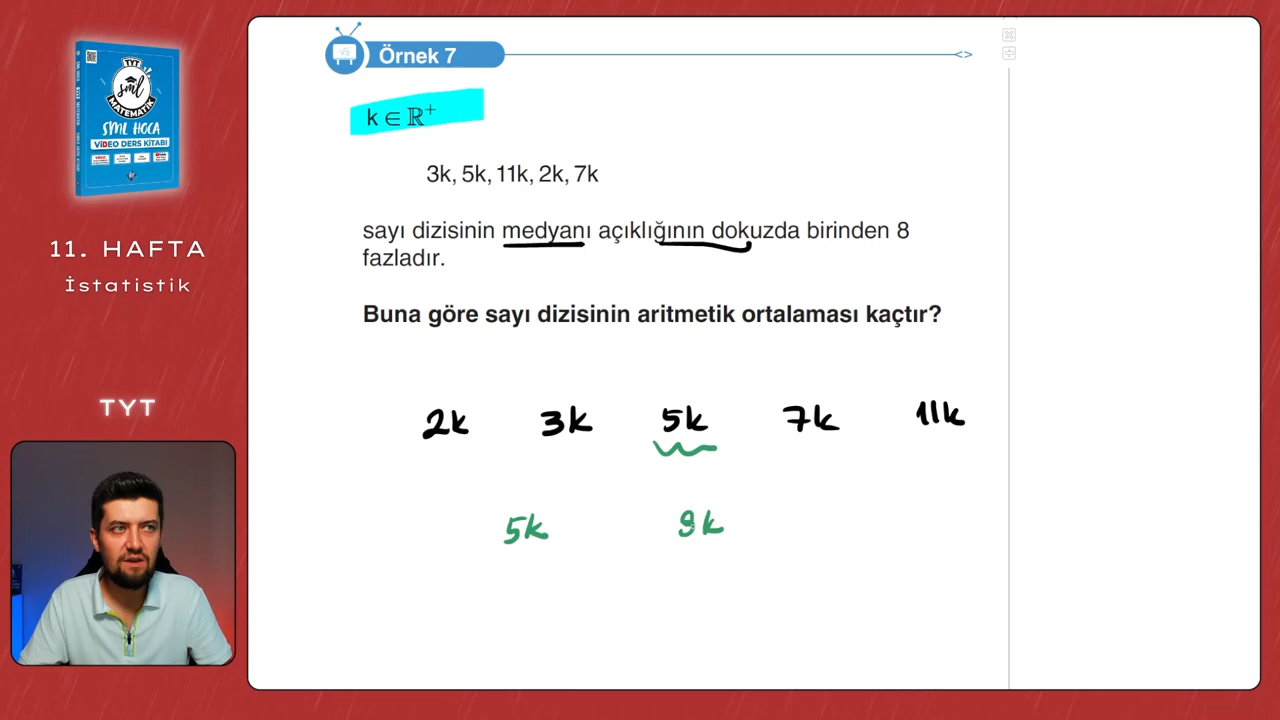 TYT
sml
MATEMATİK
SML HOCA
VİDEO DERS KİTABI
11. HAFTA
İstatistik
TYT
Örnek 7
<>
k ∈ ℝ⁺
3k, 5k, 11k, 2k, 7k
sayı dizisinin medyanı açıklığının dokuzda birinden 8
fazladır.
Buna göre sayı dizisinin aritmetik ortalaması kaçtır?
2k 3k 5k 7k 11k
5k 9k